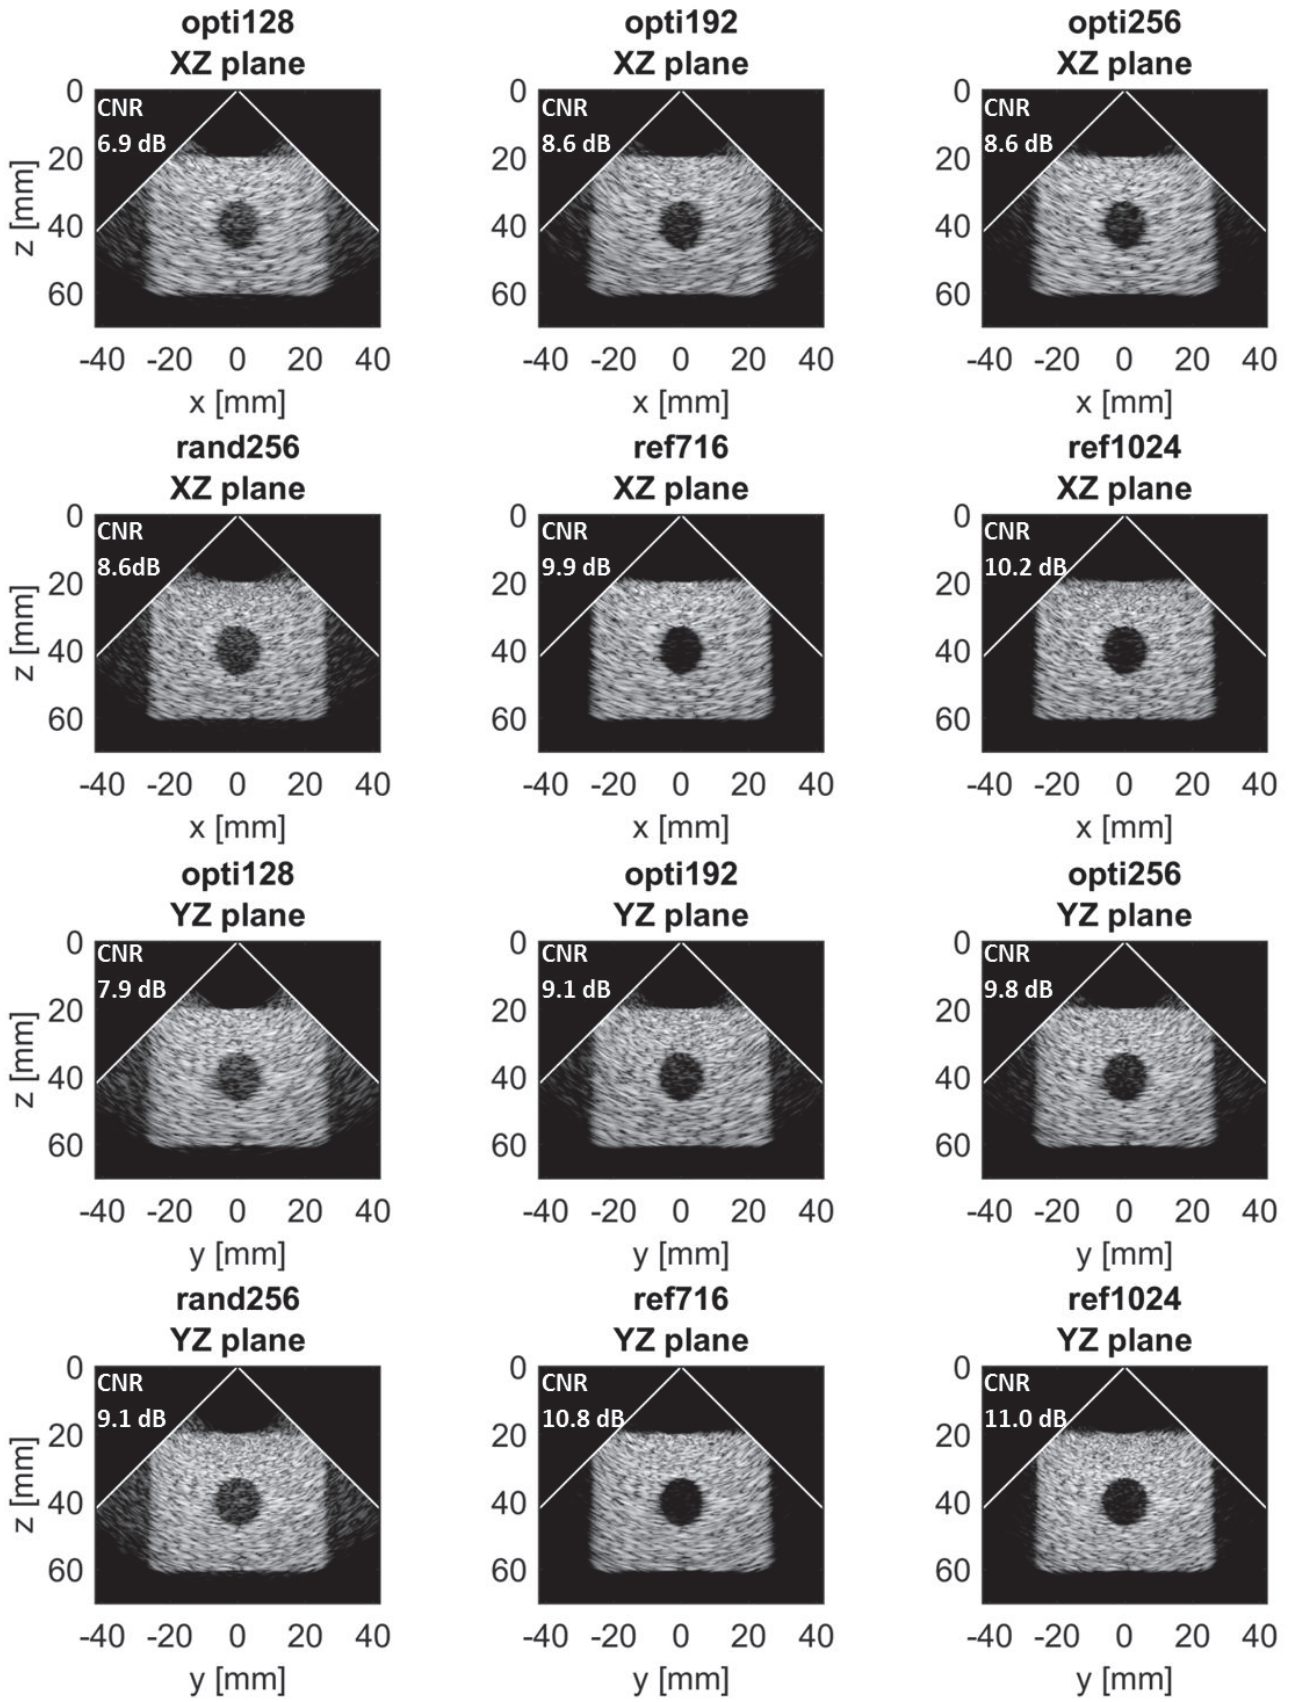 opti128 opti192 opti256
XZ plane XZ plane XZ plane
0 0 0
CNR CNR CNR
6.9 dB 8.6 dB 8.6 dB
20 20 20
z [mm]
40 40 40
60 60 60
-40 -20 0 20 40 -40 -20 0 20 40 -40 -20 0 20 40
x [mm] x [mm] x [mm]
rand256 ref716 ref1024
XZ plane XZ plane XZ plane
0 0 0
CNR CNR CNR
8.6dB 9.9 dB 10.2 dB
20 20 20
z [mm]
40 40 40
60 60 60
-40 -20 0 20 40 -40 -20 0 20 40 -40 -20 0 20 40
x [mm] x [mm] x [mm]
opti128 opti192 opti256
YZ plane YZ plane YZ plane
0 0 0
CNR CNR CNR
7.9 dB 9.1 dB 9.8 dB
20 20 20
z [mm]
40 40 40
60 60 60
-40 -20 0 20 40 -40 -20 0 20 40 -40 -20 0 20 40
y [mm] y [mm] y [mm]
rand256 ref716 ref1024
YZ plane YZ plane YZ plane
0 0 0
CNR CNR CNR
9.1 dB 10.8 dB 11.0 dB
20 20 20
z [mm]
40 40 40
60 60 60
-40 -20 0 20 40 -40 -20 0 20 40 -40 -20 0 20 40
y [mm] y [mm] y [mm]